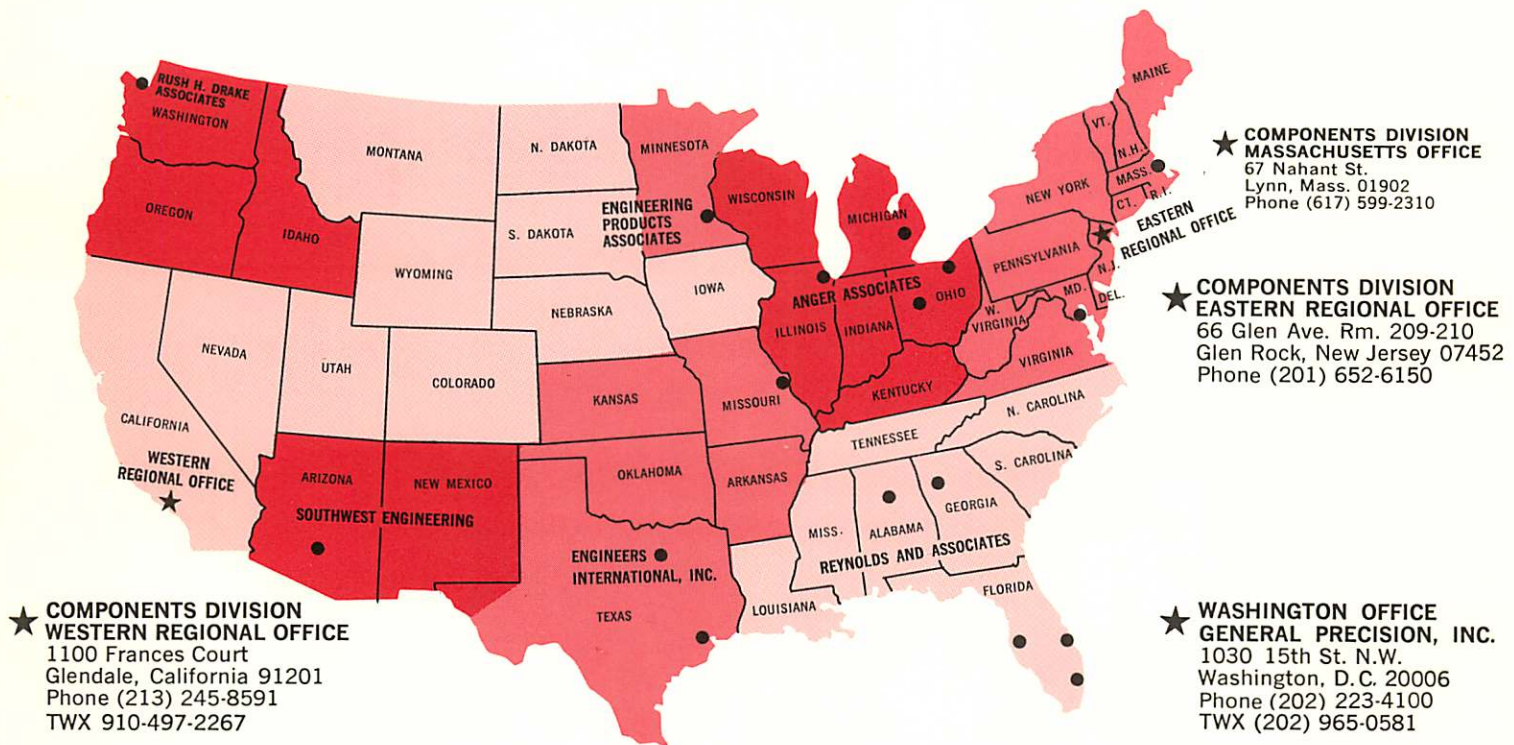 RUSH H. DRAKE
ASSOCIATES
WASHINGTON
OREGON
IDAHO
MONTANA
N. DAKOTA
S. DAKOTA
WYOMING
NEBRASKA
NEVADA
UTAH
COLORADO
CALIFORNIA
WESTERN
REGIONAL OFFICE
ARIZONA
NEW MEXICO
SOUTHWEST ENGINEERING
MINNESOTA
ENGINEERING
PRODUCTS
ASSOCIATES
IOWA
KANSAS
MISSOURI
OKLAHOMA
ARKANSAS
ENGINEERS
INTERNATIONAL, INC.
TEXAS
LOUISIANA
WISCONSIN
MICHIGAN
ANGER ASSOCIATES
ILLINOIS
INDIANA
OHIO
KENTUCKY
TENNESSEE
MISS.
ALABAMA
GEORGIA
REYNOLDS AND ASSOCIATES
FLORIDA
N. CAROLINA
S. CAROLINA
W.
VIRGINIA
VIRGINIA
MD.
DEL.
N.J.
PENNSYLVANIA
NEW YORK
CT.
R.I.
MASS.
VT.
N.H.
MAINE
EASTERN
REGIONAL OFFICE
COMPONENTS DIVISION
MASSACHUSETTS OFFICE
67 Nahant St.
Lynn, Mass. 01902
Phone (617) 599-2310
COMPONENTS DIVISION
EASTERN REGIONAL OFFICE
66 Glen Ave. Rm. 209-210
Glen Rock, New Jersey 07452
Phone (201) 652-6150
COMPONENTS DIVISION
WESTERN REGIONAL OFFICE
1100 Frances Court
Glendale, California 91201
Phone (213) 245-8591
TWX 910-497-2267
WASHINGTON OFFICE
GENERAL PRECISION, INC.
1030 15th St. N.W.
Washington, D.C. 20006
Phone (202) 223-4100
TWX (202) 965-0581